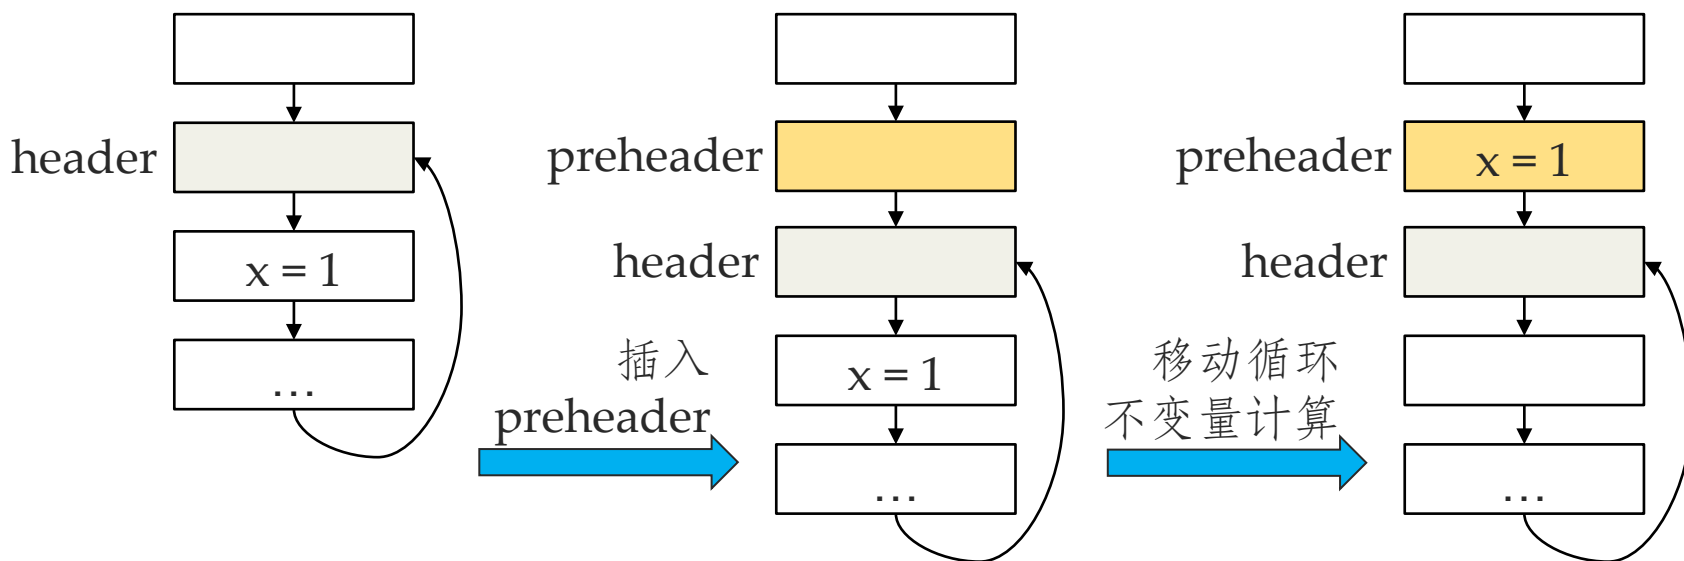 header
x = 1
...
插入
preheader
preheader
header
x = 1
...
移动循环
不变量计算
preheader
x = 1
header
...